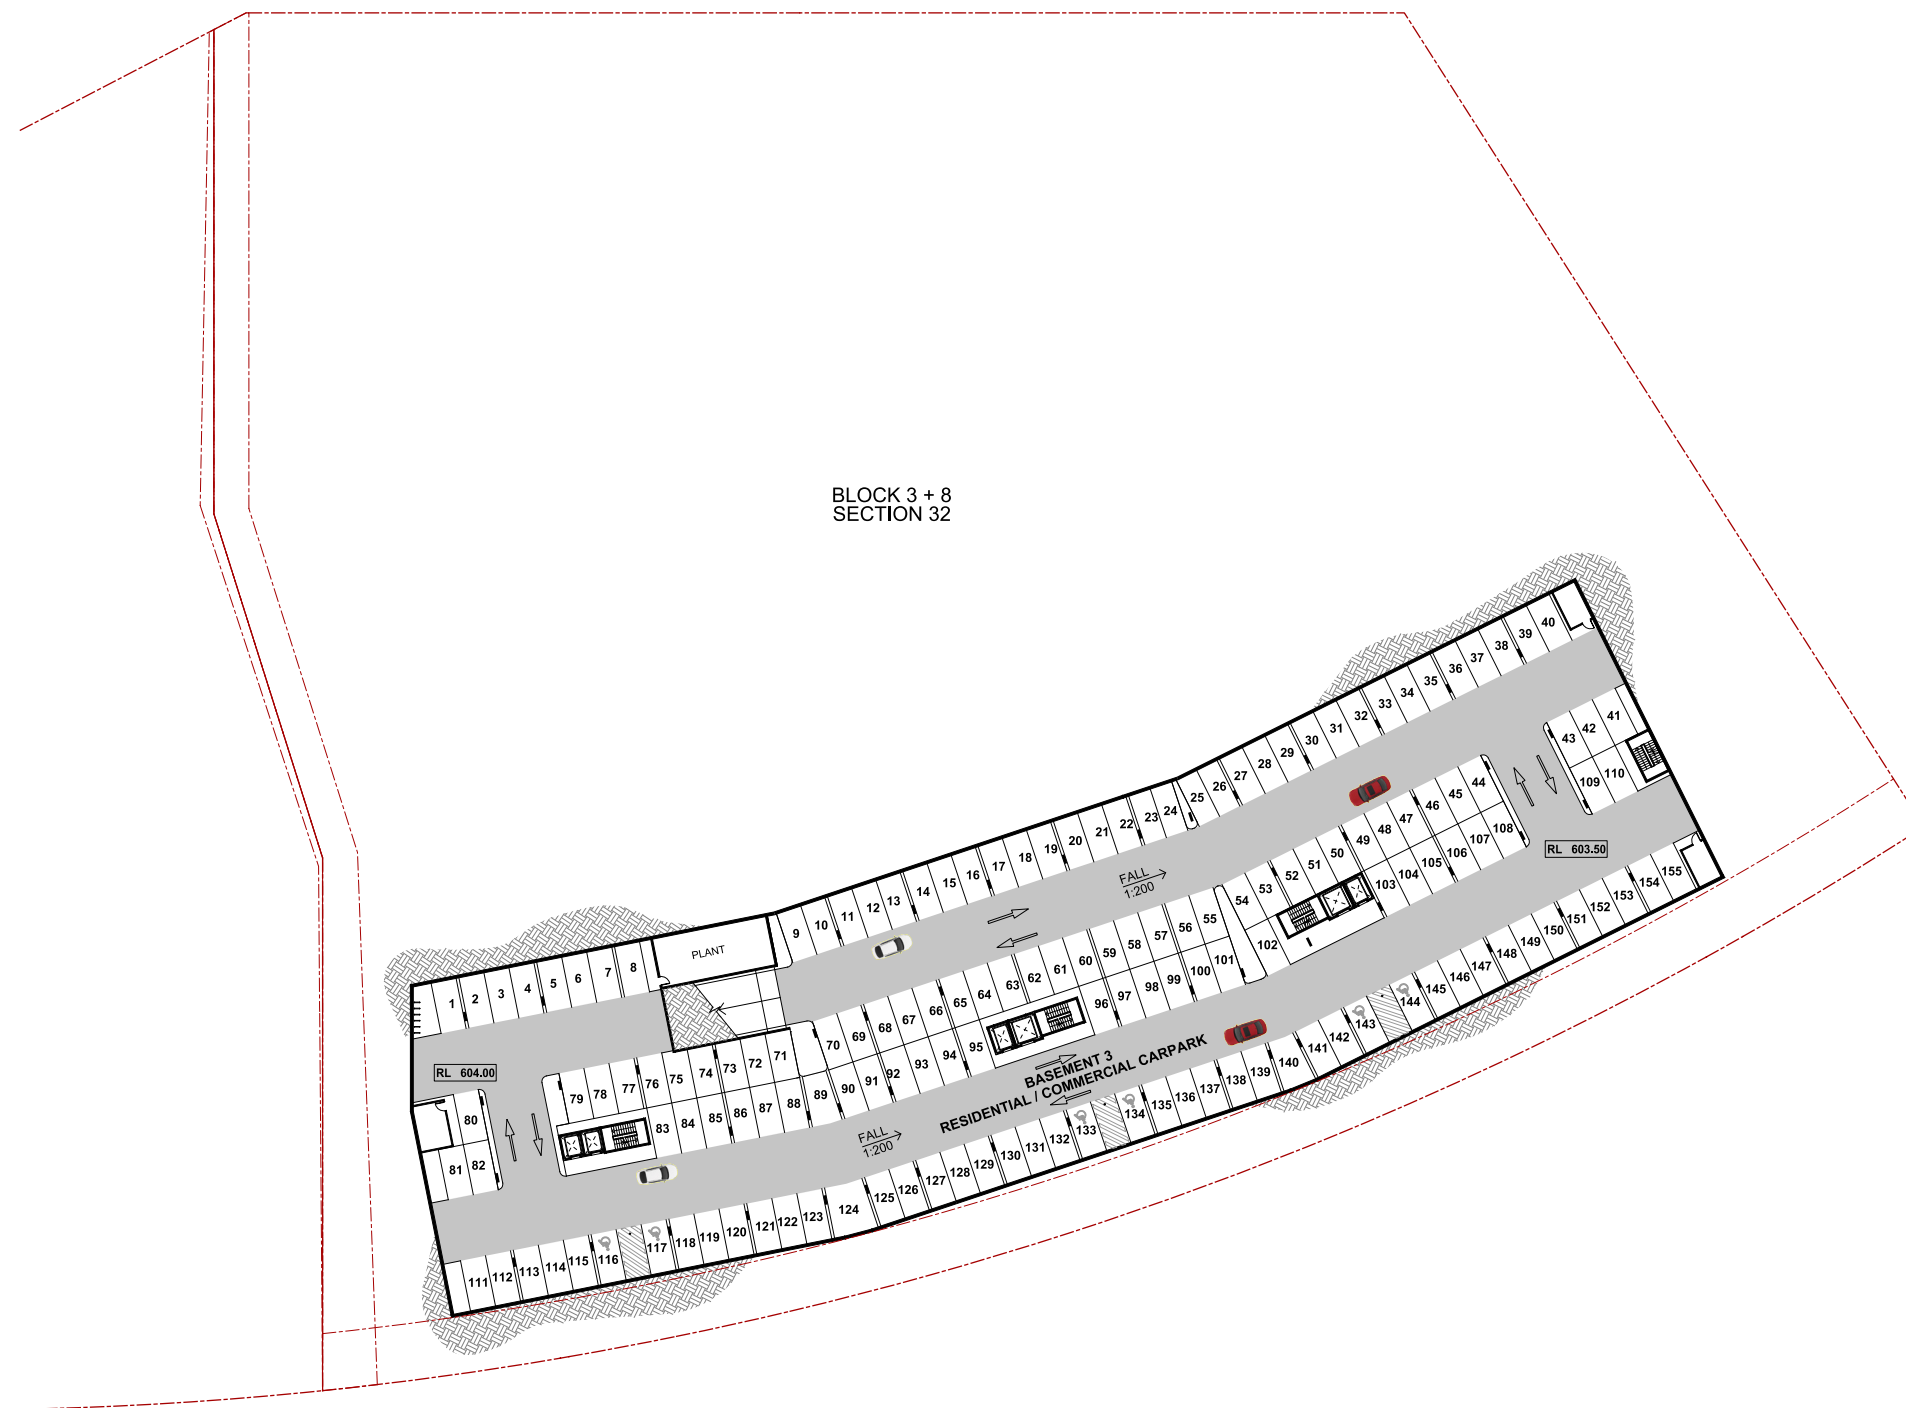 BLOCK 3 + 8
SECTION 32
1 2 3 4 5 6 7 8
PLANT
9 10 11 12 13 14 15 16 17 18 19 20 21 22 23 24
25 26 27 28 29 30 31 32 33 34 35 36 37 38 39 40
41 42 43
109 110
44 45 46 47 48 49 50 51 52 53 54
55 56 57 58 59 60 61 62 63 64 65 66 67 68 69 70
71 72 73 74 75 76 77 78 79
80
81 82
83 84 85 86 87 88 89 90 91 92 93 94 95
96 97 98 99 100 101
102 103 104 105 106 107 108
FALL
1:200
RL 603.50
RL 604.00
BASEMENT 3
RESIDENTIAL / COMMERCIAL CARPARK
FALL
1:200
111 112 113 114 115 116 117 118 119 120 121 122 123 124
125 126 127 128 129 130 131 132 133 134 135 136 137 138 139 140
141 142 143 144 145 146 147 148 149 150 151 152 153 154 155